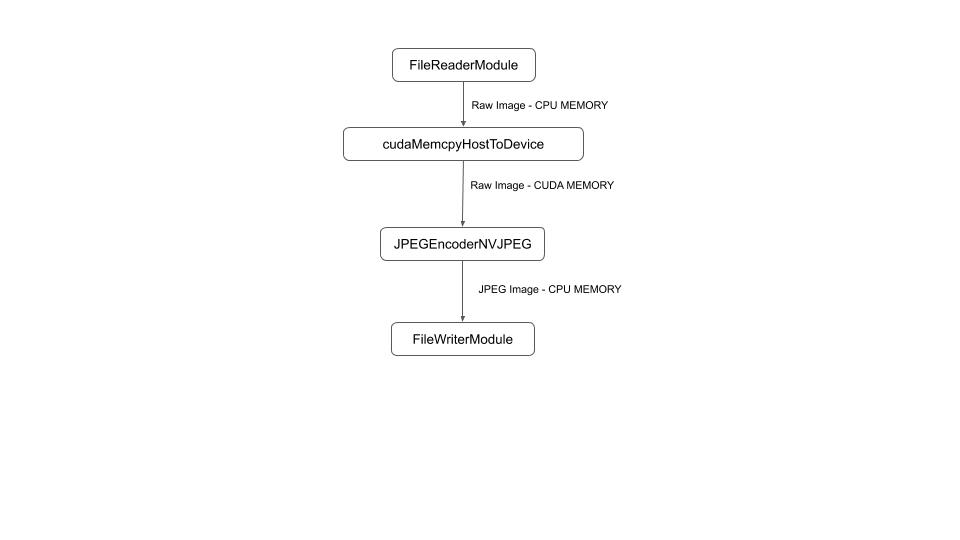 FileReaderModule
Raw Image - CPU MEMORY
cudaMemcpyHostToDevice
Raw Image - CUDA MEMORY
JPEGEncoderNVJPEG
JPEG Image - CPU MEMORY
FileWriterModule